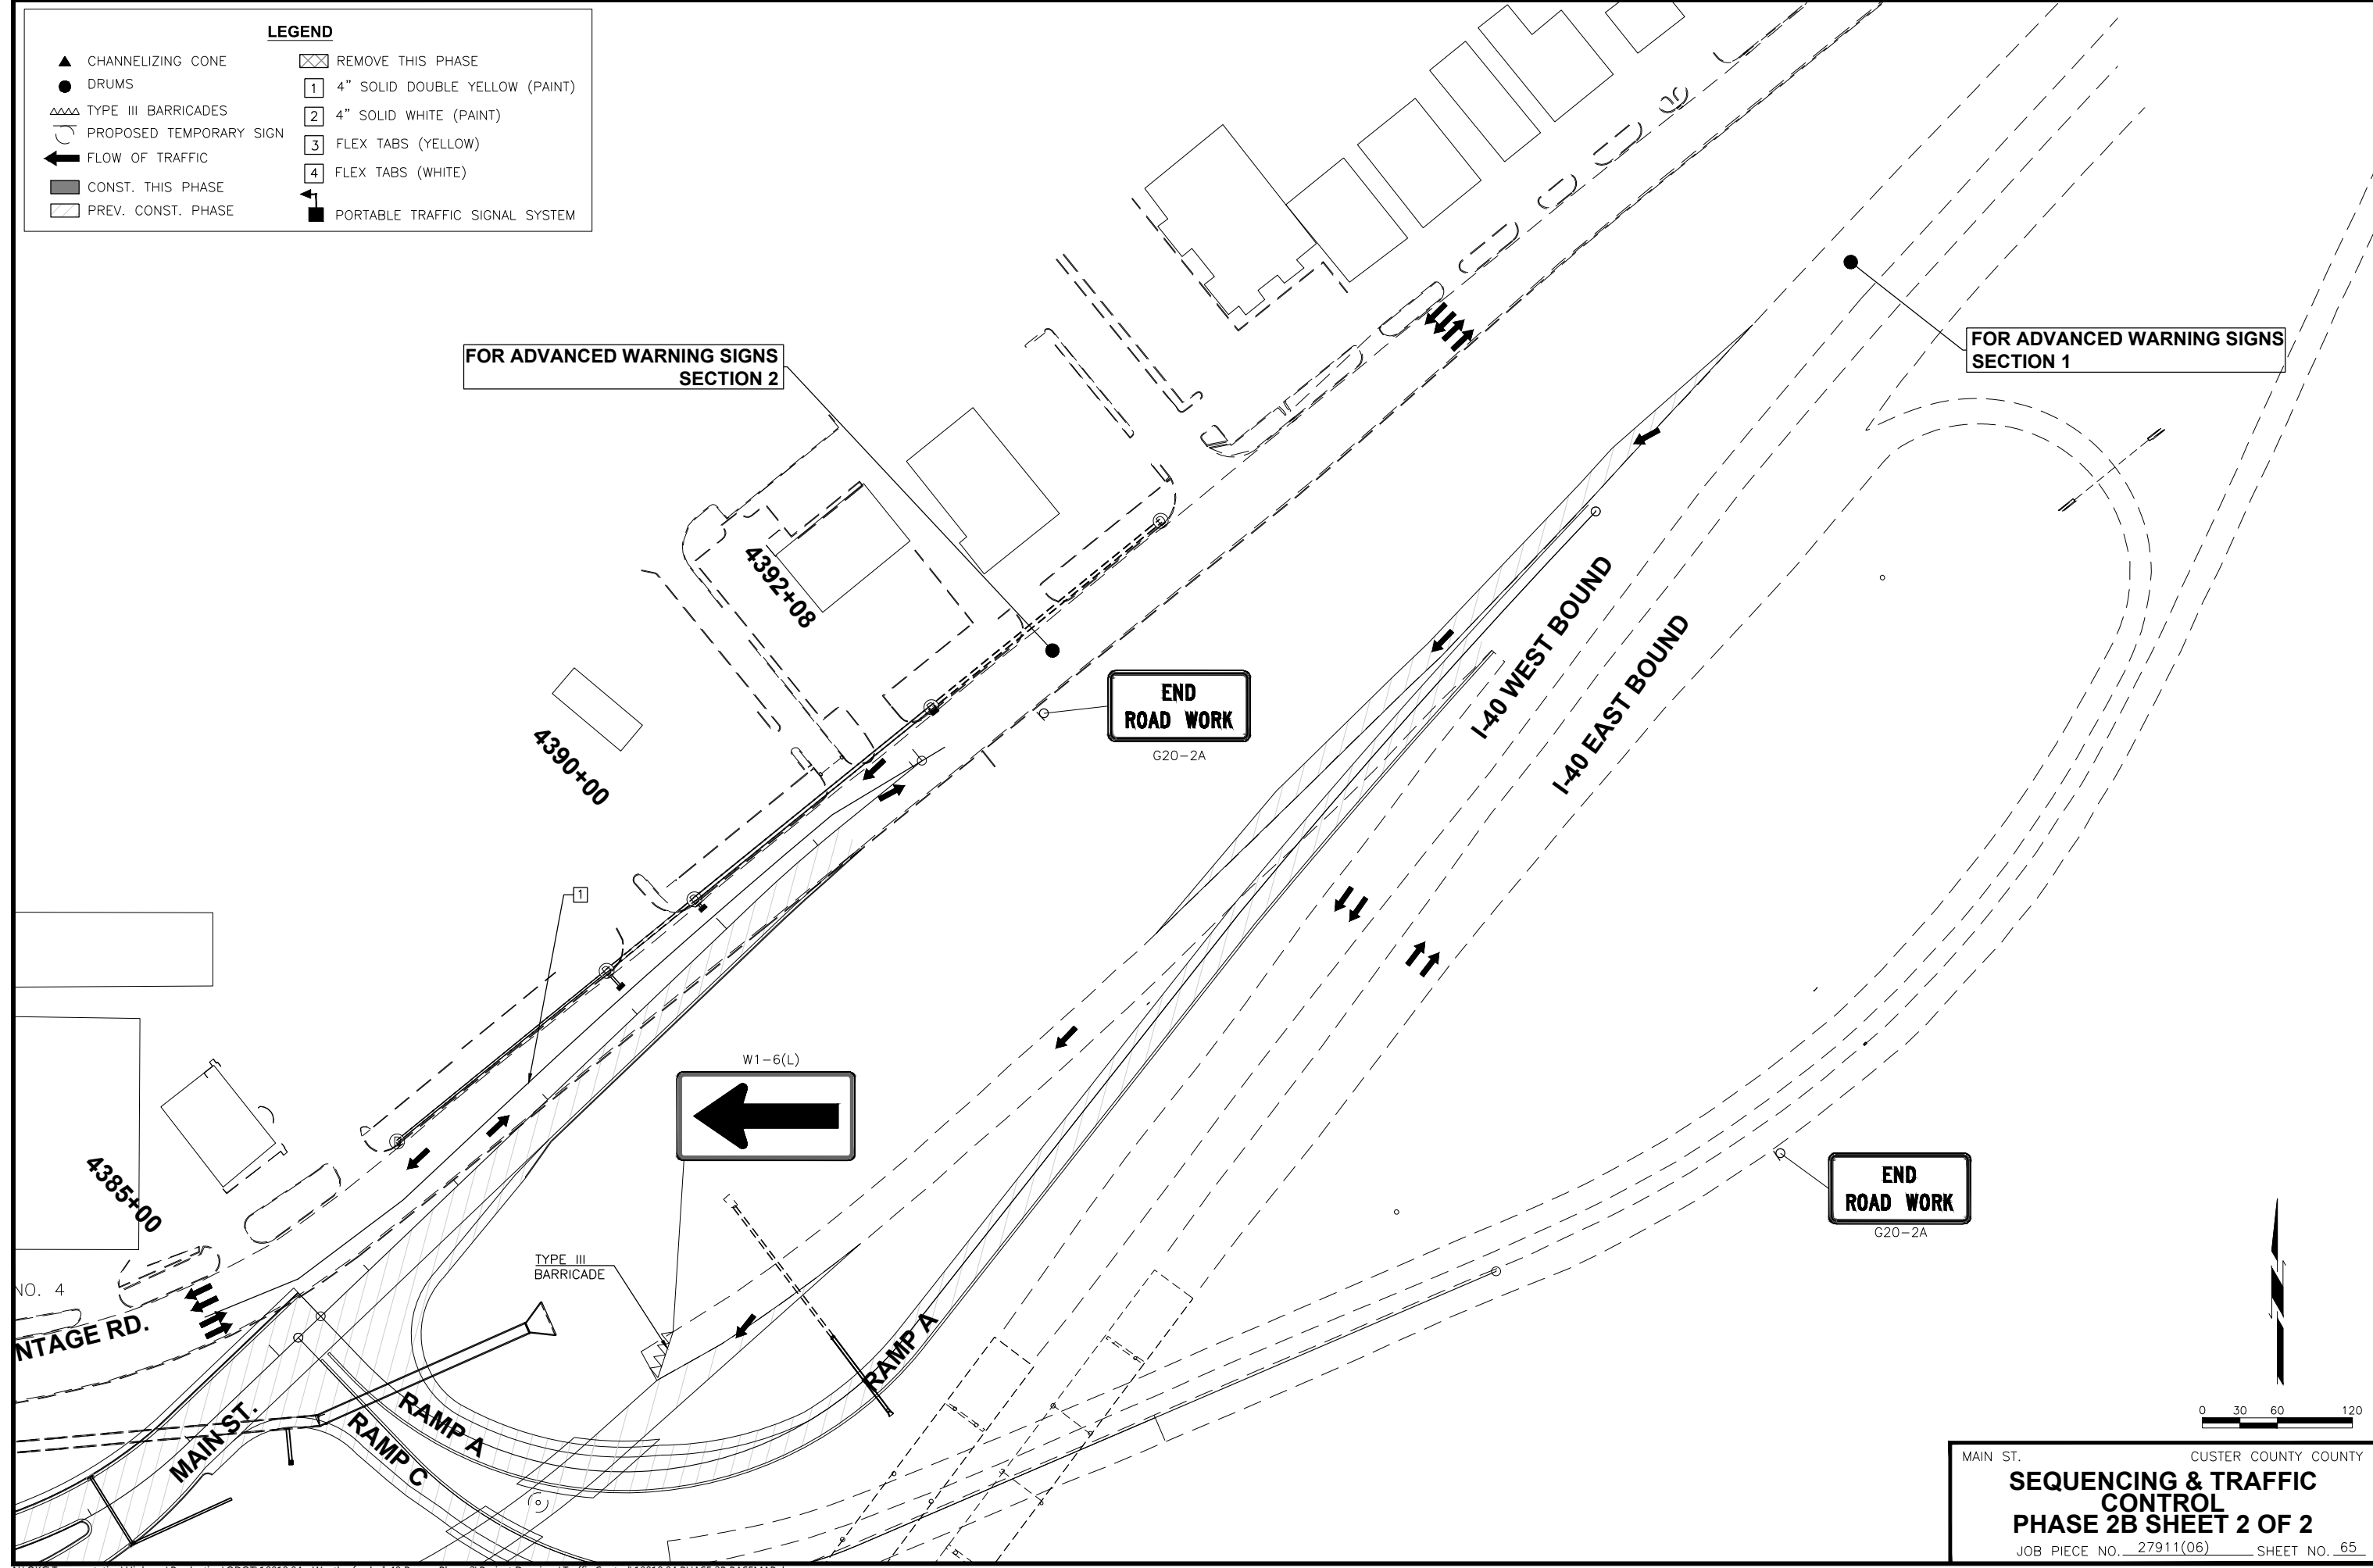 LEGEND
CHANNELIZING CONE
DRUMS
TYPE III BARRICADES
PROPOSED TEMPORARY SIGN
FLOW OF TRAFFIC
CONST. THIS PHASE
PREV. CONST. PHASE
REMOVE THIS PHASE
1 4" SOLID DOUBLE YELLOW (PAINT)
2 4" SOLID WHITE (PAINT)
3 FLEX TABS (YELLOW)
4 FLEX TABS (WHITE)
PORTABLE TRAFFIC SIGNAL SYSTEM
FOR ADVANCED WARNING SIGNS
SECTION 2
FOR ADVANCED WARNING SIGNS
SECTION 1
4392+08
4390+00
4385+00
I-40 WEST BOUND
I-40 EAST BOUND
END
ROAD WORK
G20-2A
1
W1-6(L)
TYPE III
BARRICADE
END
ROAD WORK
G20-2A
NO. 4
NTAGE RD.
MAIN ST.
RAMP A
RAMP C
RAMP A
0 30 60 120
MAIN ST. CUSTER COUNTY COUNTY
SEQUENCING & TRAFFIC
CONTROL
PHASE 2B SHEET 2 OF 2
JOB PIECE NO. 27911(06) SHEET NO. 65